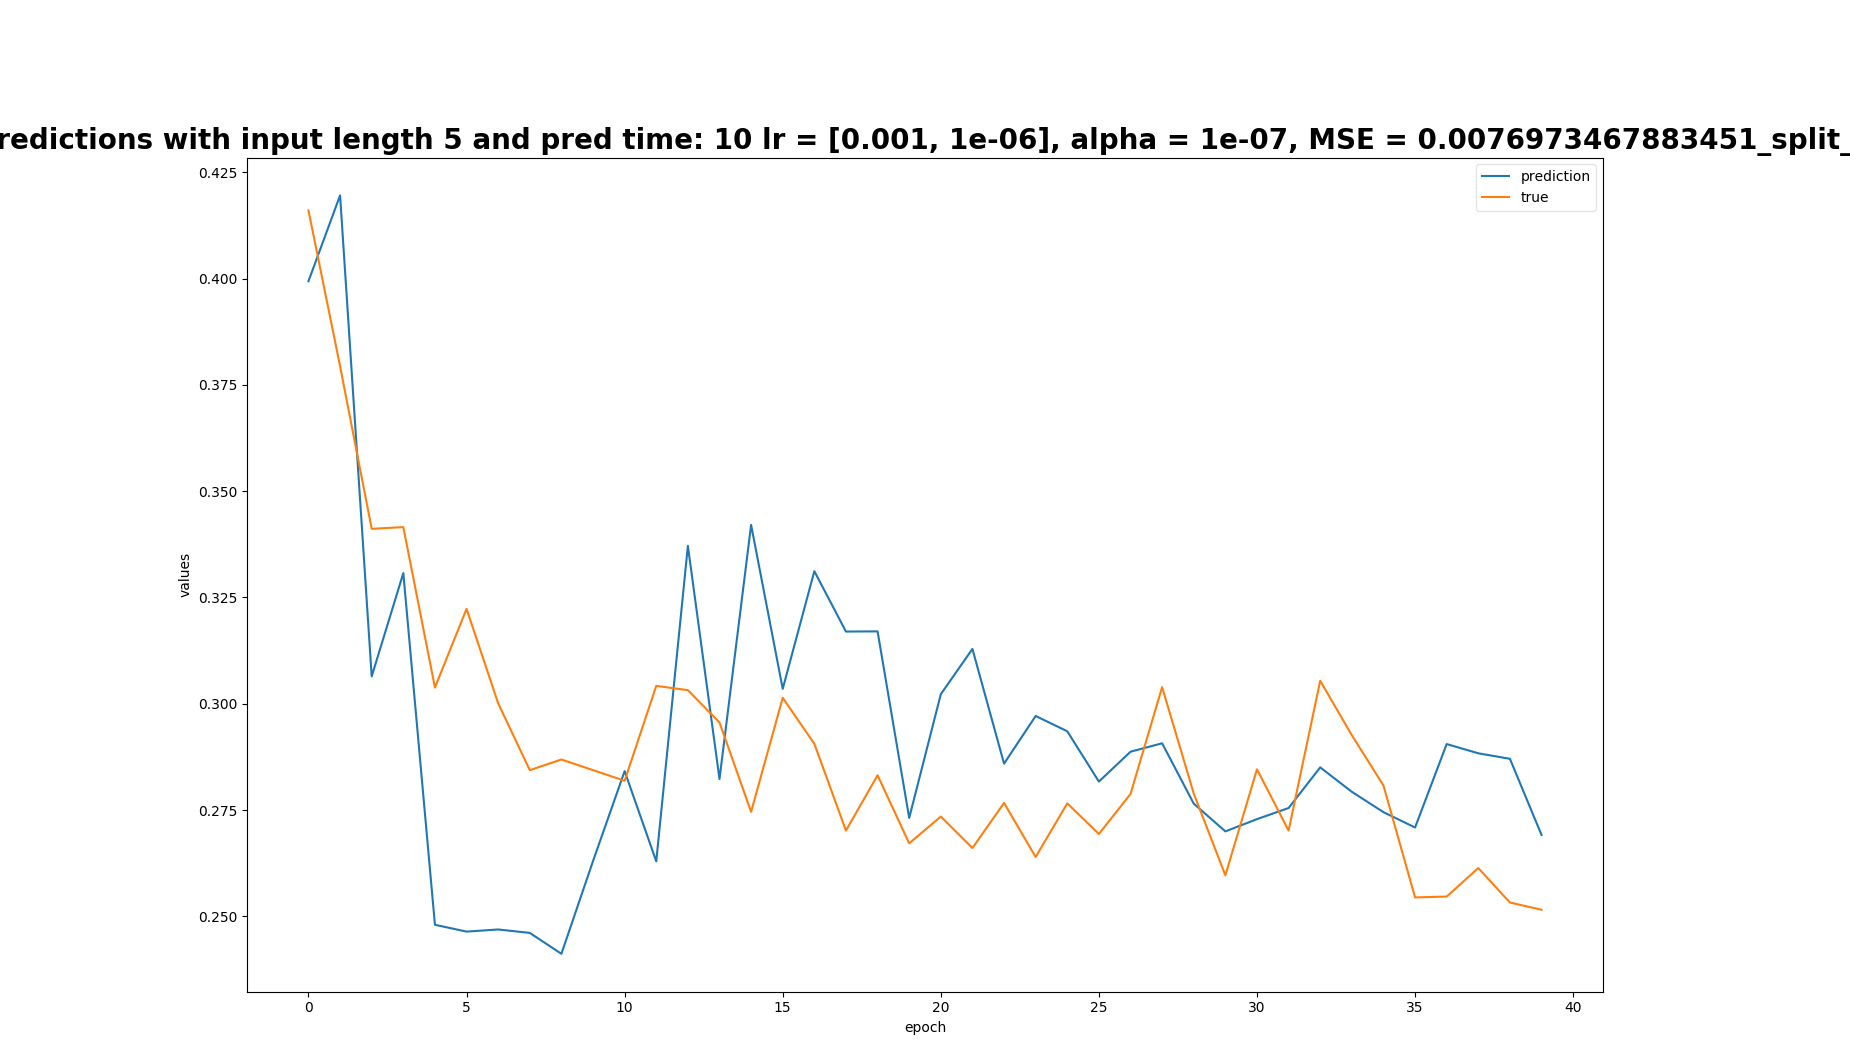 redictions with input length 5 and pred time: 10 lr = [0.001, 1e-06], alpha = 1e-07, MSE = 0.0076973467883451_split_
prediction
true
0.425
0.400
0.375
0.350
0.325
0.300
0.275
0.250
values
0 5 10 15 20 25 30 35 40
epoch